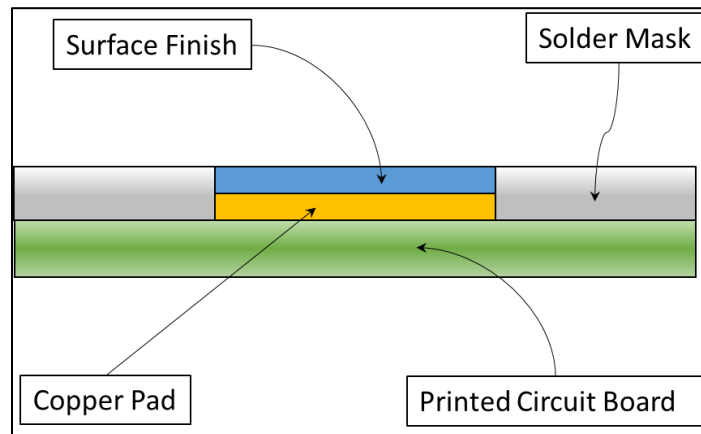 Surface Finish
Solder Mask
Copper Pad
Printed Circuit Board